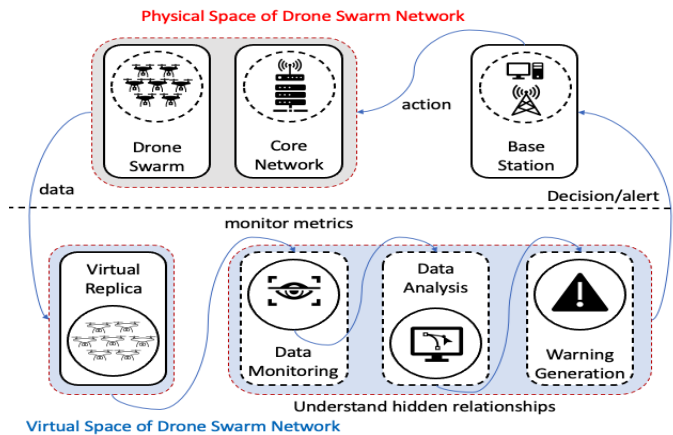 Physical Space of Drone Swarm Network
Drone
Swarm
Core
Network
action
Base
Station
data
Decision/alert
monitor metrics
Virtual
Replica
Data
Monitoring
Data
Analysis
Warning
Generation
Understand hidden relationships
Virtual Space of Drone Swarm Network